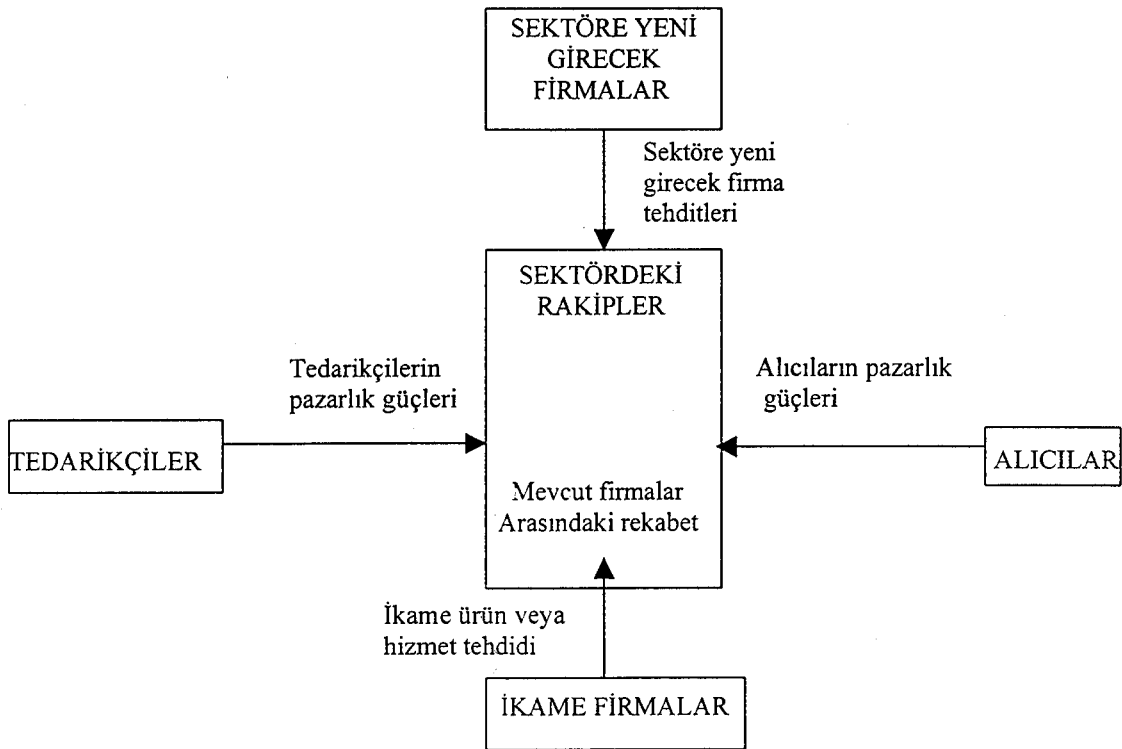 SEKTÖRE YENİ
GİRECEK
FİRMALAR
Sektöre yeni
girecek firma
tehditleri
SEKTÖRDEKİ
RAKİPLER
Tedarikçilerin
pazarlık güçleri
Alıcıların pazarlık
güçleri
TEDARİKÇİLER
ALICILAR
Mevcut firmalar
Arasındaki rekabet
İkame ürün veya
hizmet tehdidi
İKAME FİRMALAR